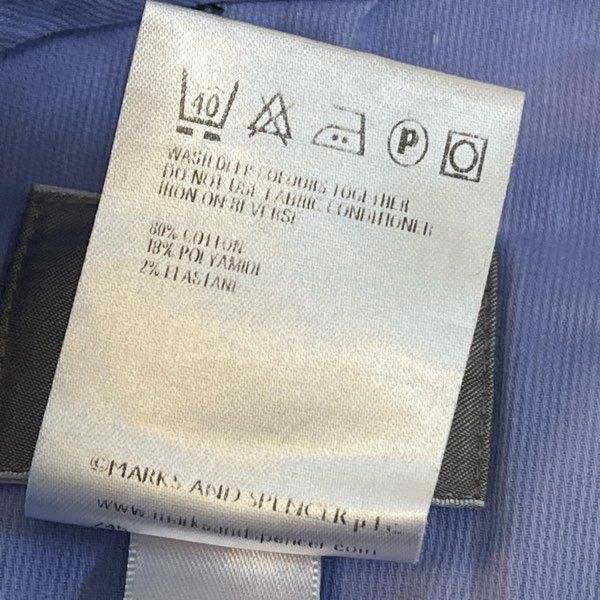 40
P
WASH DEEP COLOURS TOGETHER
DO NOT USE FABRIC CONDITIONER
IRON ON REVERSE
80% COTTON
18% POLYAMIDE
2% ELASTANE
©MARKS AND SPENCER p.l.c.
www.marksandspencer.com